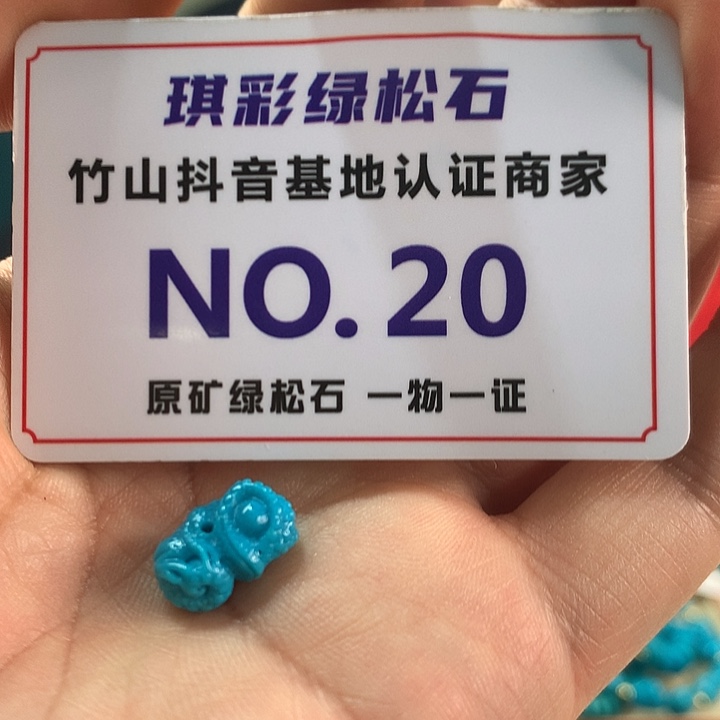 琪彩绿松石
竹山抖音基地认证商家
NO.20
原矿绿松石 一物一证